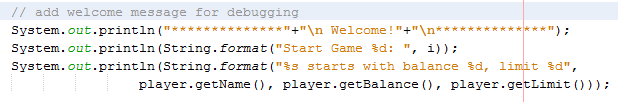 // add welcome message for debugging
System.out.println("**************"+"\n Welcome!"+"\n**************");
System.out.println(String.format("Start Game %d: ", i));
System.out.println(String.format("%s starts with balance %d, limit %d",
player.getName(), player.getBalance(), player.getLimit()));